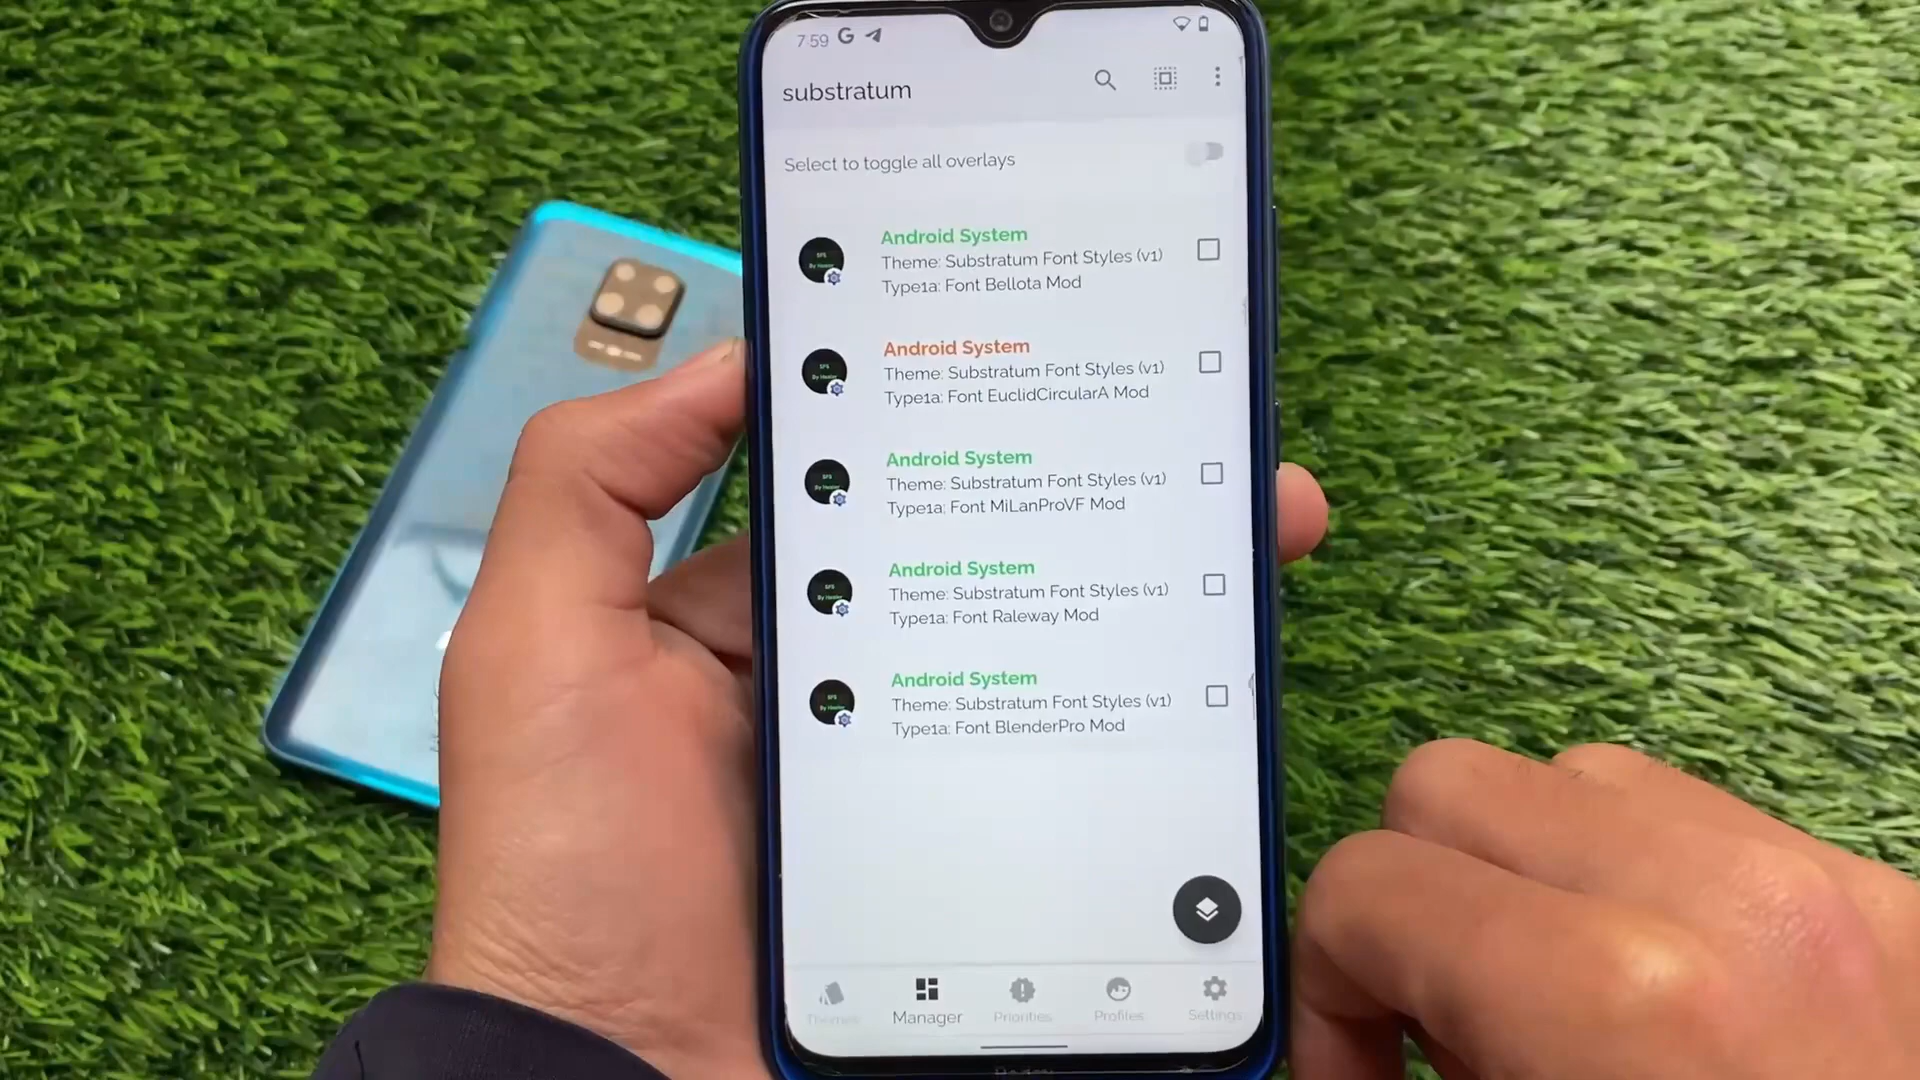 7:59
substratum
Select to toggle all overlays
Android System
Theme: Substratum Font Styles (v1)
Type1a: Font Bellota Mod
Android System
Theme: Substratum Font Styles (v1)
Type1a: Font EuclidCircularA Mod
Android System
Theme: Substratum Font Styles (v1)
Type1a: Font MiLanProVF Mod
Android System
Theme: Substratum Font Styles (v1)
Type1a: Font Raleway Mod
Android System
Theme: Substratum Font Styles (v1)
Type1a: Font BlenderPro Mod
Themes
Manager
Priorities
Profiles
Settings